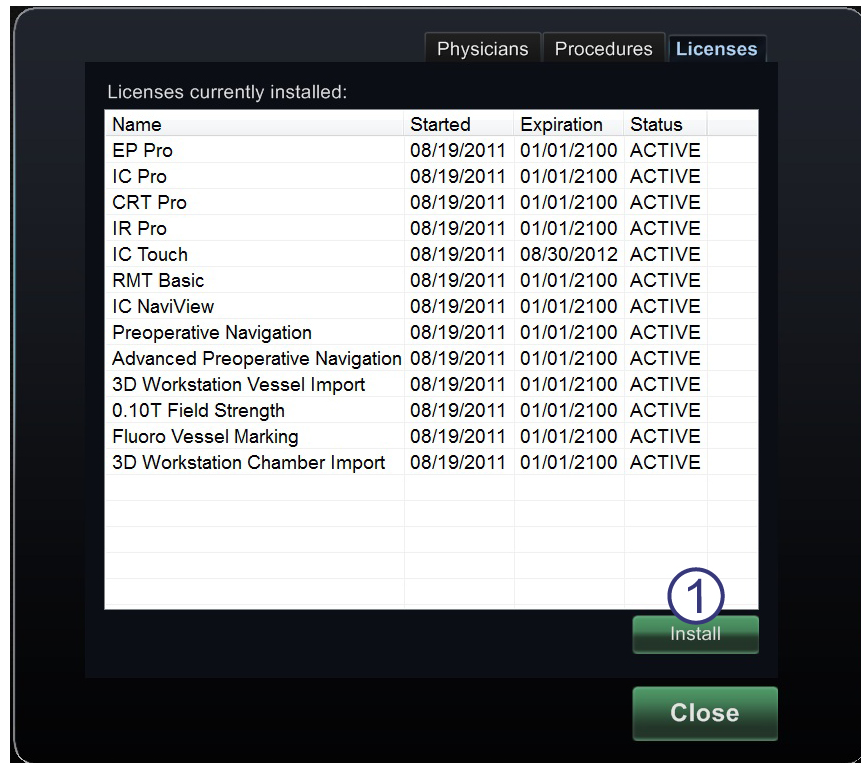 Physicians Procedures Licenses
Licenses currently installed:
Name Started Expiration Status
EP Pro 08/19/2011 01/01/2100 ACTIVE
IC Pro 08/19/2011 01/01/2100 ACTIVE
CRT Pro 08/19/2011 01/01/2100 ACTIVE
IR Pro 08/19/2011 01/01/2100 ACTIVE
IC Touch 08/19/2011 08/30/2012 ACTIVE
RMT Basic 08/19/2011 01/01/2100 ACTIVE
IC NaviView 08/19/2011 01/01/2100 ACTIVE
Preoperative Navigation 08/19/2011 01/01/2100 ACTIVE
Advanced Preoperative Navigation 08/19/2011 01/01/2100 ACTIVE
3D Workstation Vessel Import 08/19/2011 01/01/2100 ACTIVE
0.10T Field Strength 08/19/2011 01/01/2100 ACTIVE
Fluoro Vessel Marking 08/19/2011 01/01/2100 ACTIVE
3D Workstation Chamber Import 08/19/2011 01/01/2100 ACTIVE
1
Install
Close